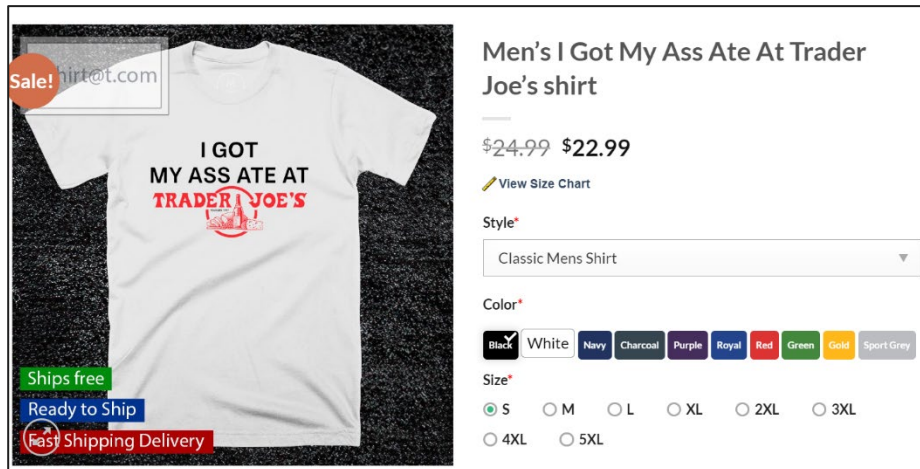 Sale!
hirt@t.com
I GOT
MY ASS ATE AT
TRADER JOE'S
Ships free
Ready to Ship
Fast Shipping Delivery
Men's I Got My Ass Ate At Trader
Joe's shirt
$24.99 $22.99
View Size Chart
Style*
Classic Mens Shirt
Color*
Black White Navy Charcoal Purple Royal Red Green Gold Sport Grey
Size*
S M L XL 2XL 3XL
4XL 5XL